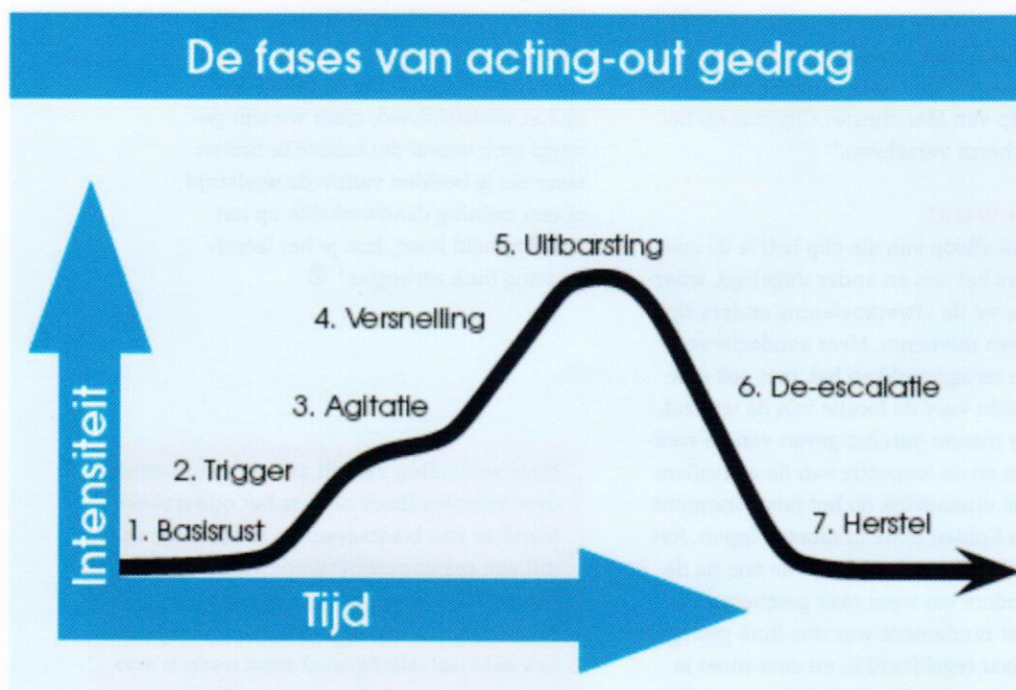 De fases van acting-out gedrag
5. Uitbarsting
4. Versnelling
3. Agitatie
6. De-escalatie
2. Trigger
1. Basisrust
7. Herstel
Intensiteit
Tijd